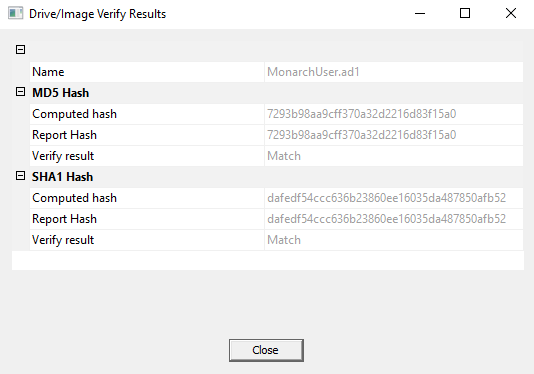 Drive/Image Verify Results
Name MonarchUser.ad1
MD5 Hash
Computed hash 7293b98aa9cff370a32d2216d83f15a0
Report Hash 7293b98aa9cff370a32d2216d83f15a0
Verify result Match
SHA1 Hash
Computed hash dafedf54ccc636b23860ee16035da487850afb52
Report Hash dafedf54ccc636b23860ee16035da487850afb52
Verify result Match
Close